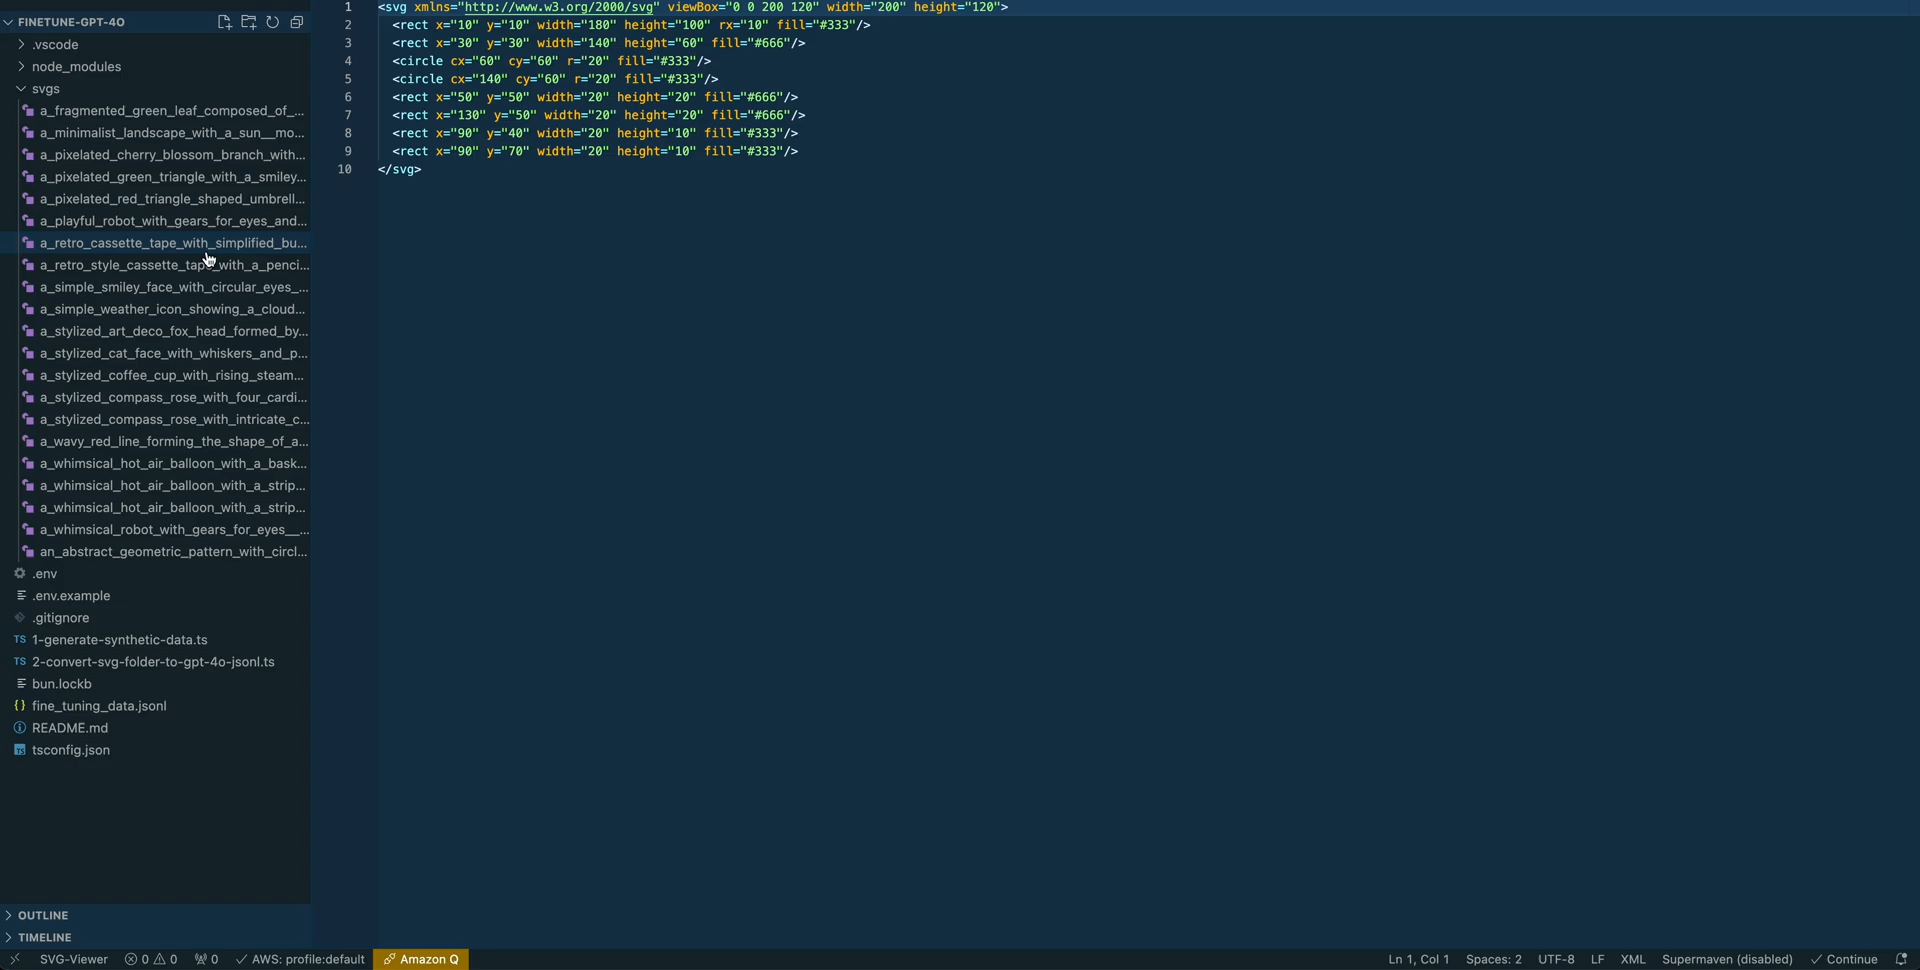 FINETUNE-GPT-4O
.vscode
node_modules
svgs
a_fragmented_green_leaf_composed_of_...
a_minimalist_landscape_with_a_sun__mo...
a_pixelated_cherry_blossom_branch_with...
a_pixelated_green_triangle_with_a_smiley...
a_pixelated_red_triangle_shaped_umbrell...
a_playful_robot_with_gears_for_eyes_and...
a_retro_cassette_tape_with_simplified_bu...
a_retro_style_cassette_tape_with_a_penci...
a_simple_smiley_face_with_circular_eyes_...
a_simple_weather_icon_showing_a_cloud...
a_stylized_art_deco_fox_head_formed_by...
a_stylized_cat_face_with_whiskers_and_p...
a_stylized_coffee_cup_with_rising_steam...
a_stylized_compass_rose_with_four_cardi...
a_stylized_compass_rose_with_intricate_c...
a_wavy_red_line_forming_the_shape_of_a...
a_whimsical_hot_air_balloon_with_a_bask...
a_whimsical_hot_air_balloon_with_a_strip...
a_whimsical_hot_air_balloon_with_a_strip...
a_whimsical_robot_with_gears_for_eyes__...
an_abstract_geometric_pattern_with_circl...
.env
.env.example
.gitignore
TS 1-generate-synthetic-data.ts
TS 2-convert-svg-folder-to-gpt-4o-jsonl.ts
bun.lockb
{} fine_tuning_data.jsonl
README.md
TS tsconfig.json
OUTLINE
TIMELINE
1 <svg xmlns="http://www.w3.org/2000/svg" viewBox="0 0 200 120" width="200" height="120">
2 <rect x="10" y="10" width="180" height="100" rx="10" fill="#333"/>
3 <rect x="30" y="30" width="140" height="60" fill="#666"/>
4 <circle cx="60" cy="60" r="20" fill="#333"/>
5 <circle cx="140" cy="60" r="20" fill="#333"/>
6 <rect x="50" y="50" width="20" height="20" fill="#666"/>
7 <rect x="130" y="50" width="20" height="20" fill="#666"/>
8 <rect x="90" y="40" width="20" height="10" fill="#333"/>
9 <rect x="90" y="70" width="20" height="10" fill="#333"/>
10 </svg>
SVG-Viewer 0 0 0 AWS: profile:default Amazon Q Ln 1, Col 1 Spaces: 2 UTF-8 LF XML Supermaven (disabled) Continue